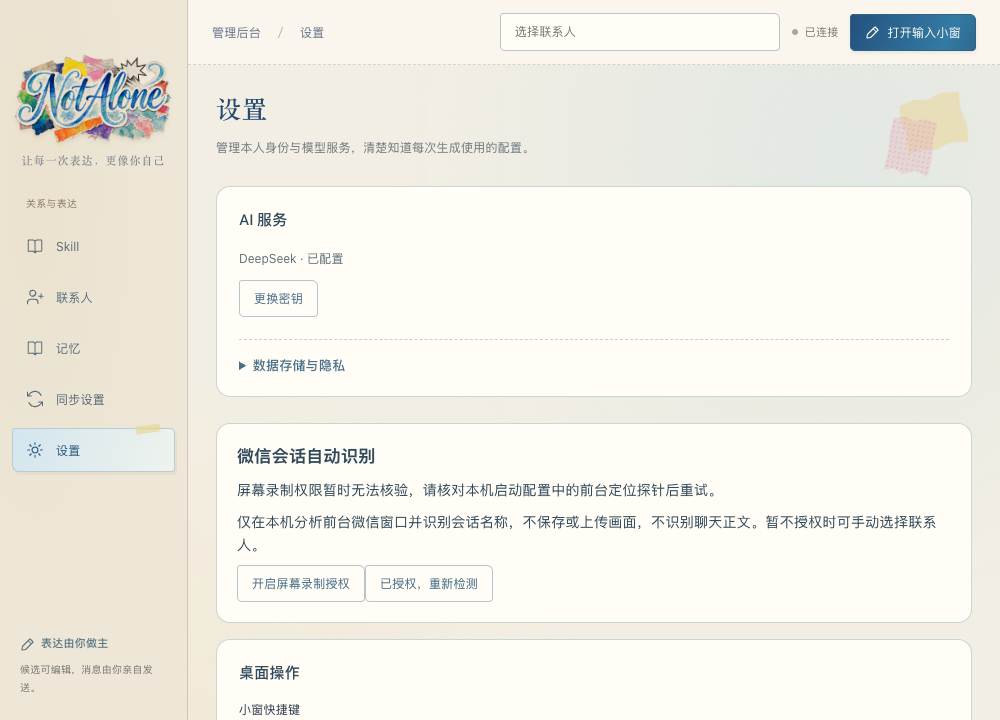 NotAlone
让每一次表达，更像你自己
关系与表达
Skill
联系人
记忆
同步设置
设置
表达由你做主
候选可编辑，消息由你亲自发
送。
管理后台 / 设置
选择联系人
已连接
打开输入小窗
设置
管理本人身份与模型服务，清楚知道每次生成使用的配置。
AI 服务
DeepSeek · 已配置
更换密钥
数据存储与隐私
微信会话自动识别
屏幕录制权限暂时无法核验，请核对本机启动配置中的前台定位探针后重试。
仅在本机分析前台微信窗口并识别会话名称，不保存或上传画面，不识别聊天正文。暂不授权时可手动选择联系
人。
开启屏幕录制授权
已授权，重新检测
桌面操作
小窗快捷键